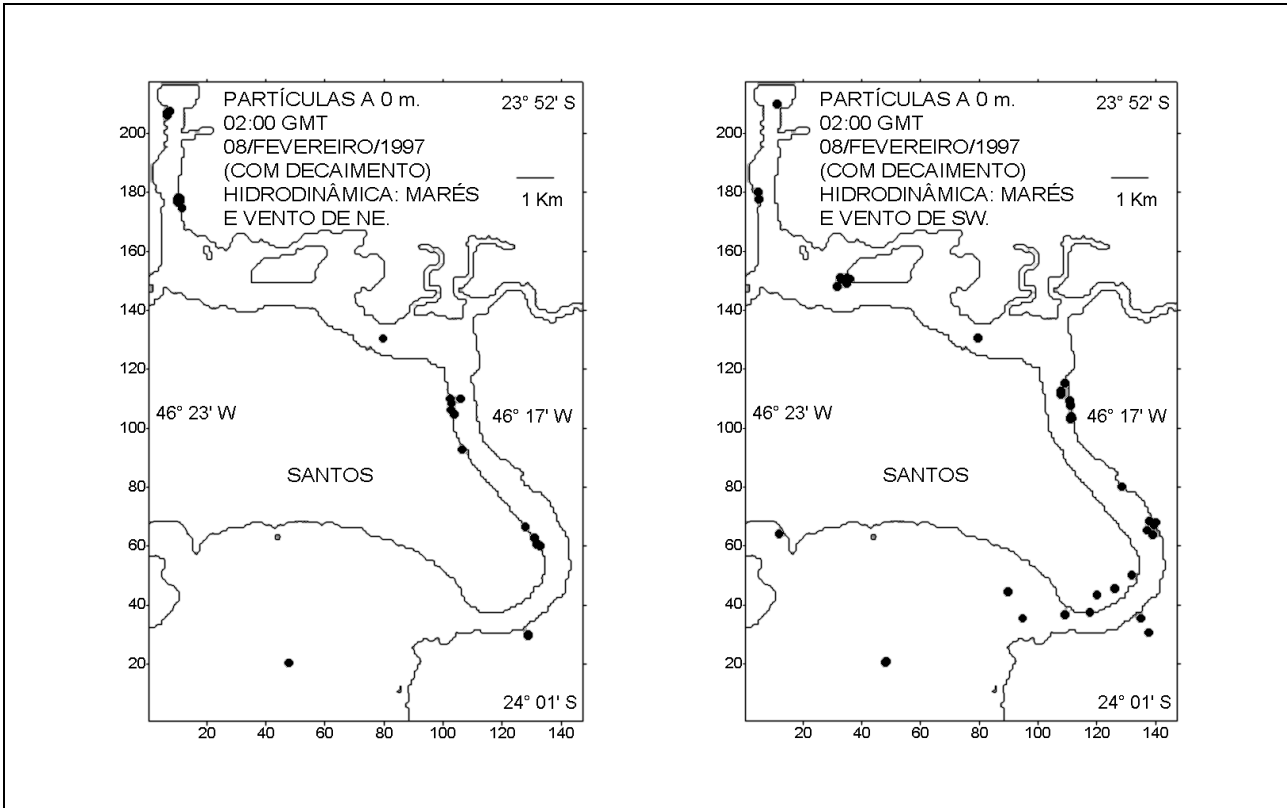 PARTÍCULAS A 0 m.
23° 52' S
02:00 GMT
08/FEVEREIRO/1997
(COM DECAIMENTO)
HIDRODINÂMICA: MARÉS
1 Km
E VENTO DE NE.
200
180
160
140
120
100
80
60
40
20
46° 23' W
46° 17' W
SANTOS
24° 01' S
20 40 60 80 100 120 140
PARTÍCULAS A 0 m.
23° 52' S
02:00 GMT
08/FEVEREIRO/1997
(COM DECAIMENTO)
HIDRODINÂMICA: MARÉS
1 Km
E VENTO DE SW.
200
180
160
140
120
100
80
60
40
20
46° 23' W
46° 17' W
SANTOS
24° 01' S
20 40 60 80 100 120 140